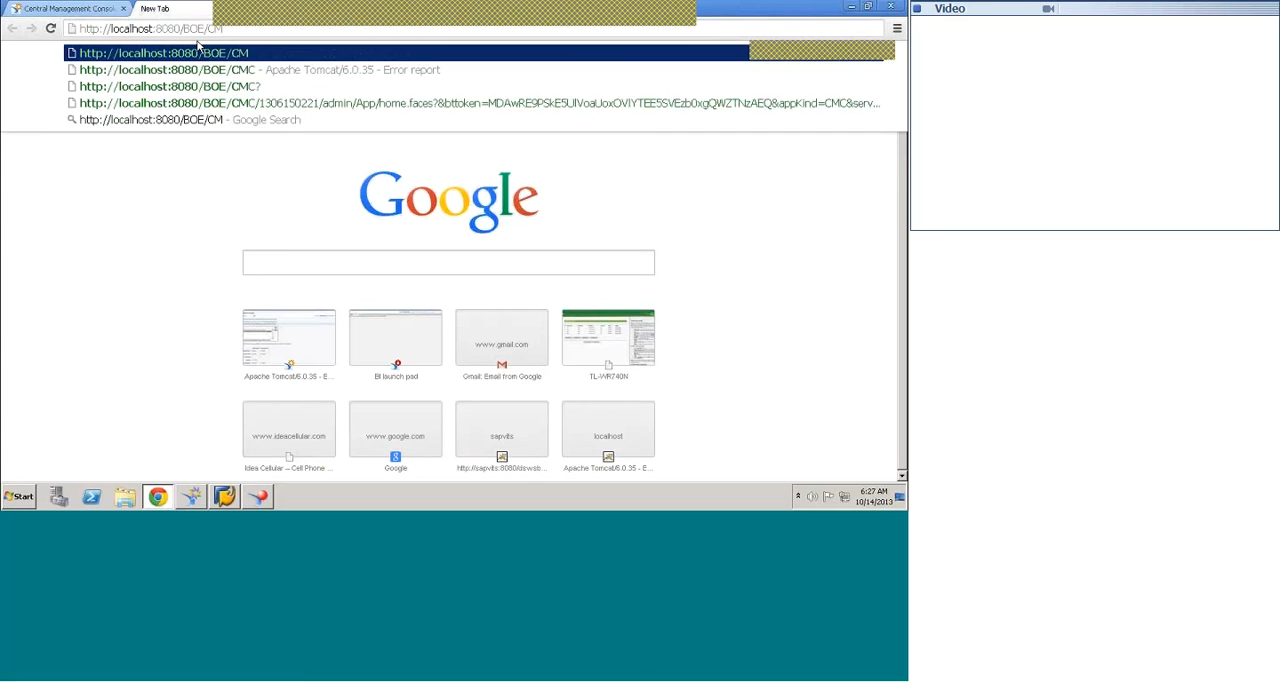 Central Management Consol
New Tab
Video
http://localhost:8080/BOE/CM
http://localhost:8080/BOE/CM
http://localhost:8080/BOE/CMC - Apache Tomcat/6.0.35 - Error report
http://localhost:8080/BOE/CMC?
http://localhost:8080/BOE/CMC/1306150221/admin/App/home.faces?&bttoken=
&appKind=CMC&serv...
http://localhost:8080/BOE/CM - Google Search
Google
www.gmail.com
Apache Tomcat/6.0.35 - E...
BI launch pad
Gmail: Email from Google
TL-WR740N
www.ideacellular.com
www.google.com
sapvits
localhost
Idea Cellular – Cell Phone ...
Google
http://sapvits:8080/dswsb...
Apache Tomcat/6.0.35 - E...
Start
6:27 AM
10/14/2013